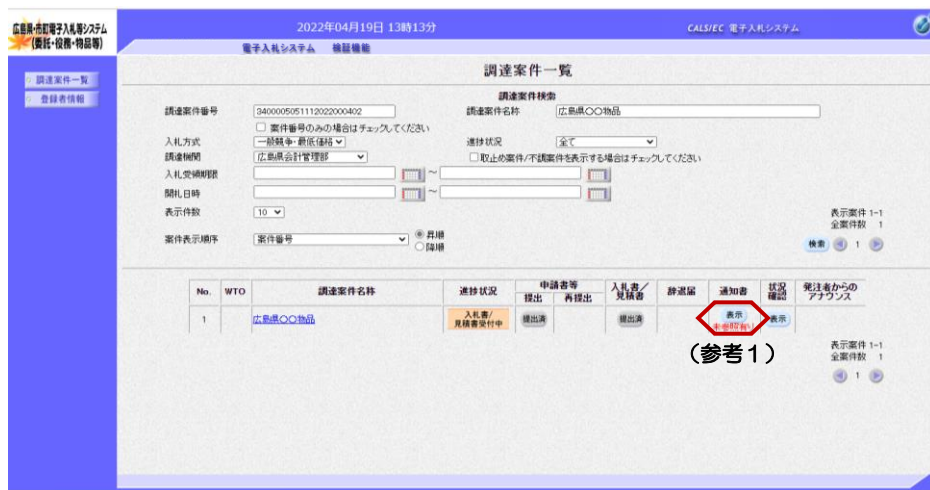 広島県・市町電子入札等システム
(委託・役務・物品等)
2022年04月19日 13時13分
CALS/EC 電子入札システム
電子入札システム 検証機能
調達案件一覧
登録者情報
調達案件一覧
調達案件検索
調達案件番号 3400005051112022000402 調達案件名称 広島県〇〇物品
案件番号のみの場合はチェックしてください
入札方式 一般競争・最低価格 進捗状況 全て
調達機関 広島県会計管理部 取止め案件/不調案件を表示する場合はチェックしてください
入札受領期限 ~
開札日時 ~
表示件数 10
表示案件 1-1
全案件数 1
案件表示順序 案件番号 昇順
降順
検索 1
No. WTO 調達案件名称 進捗状況 申請書等 入札書/見積書 辞退届 通知書 状況確認 発注者からのアナウンス
提出 再提出
1 広島県〇〇物品 入札書/見積書受付中 提出済 提出済 表示 表示
未参照有り
(参考1)
表示案件 1-1
全案件数 1
1